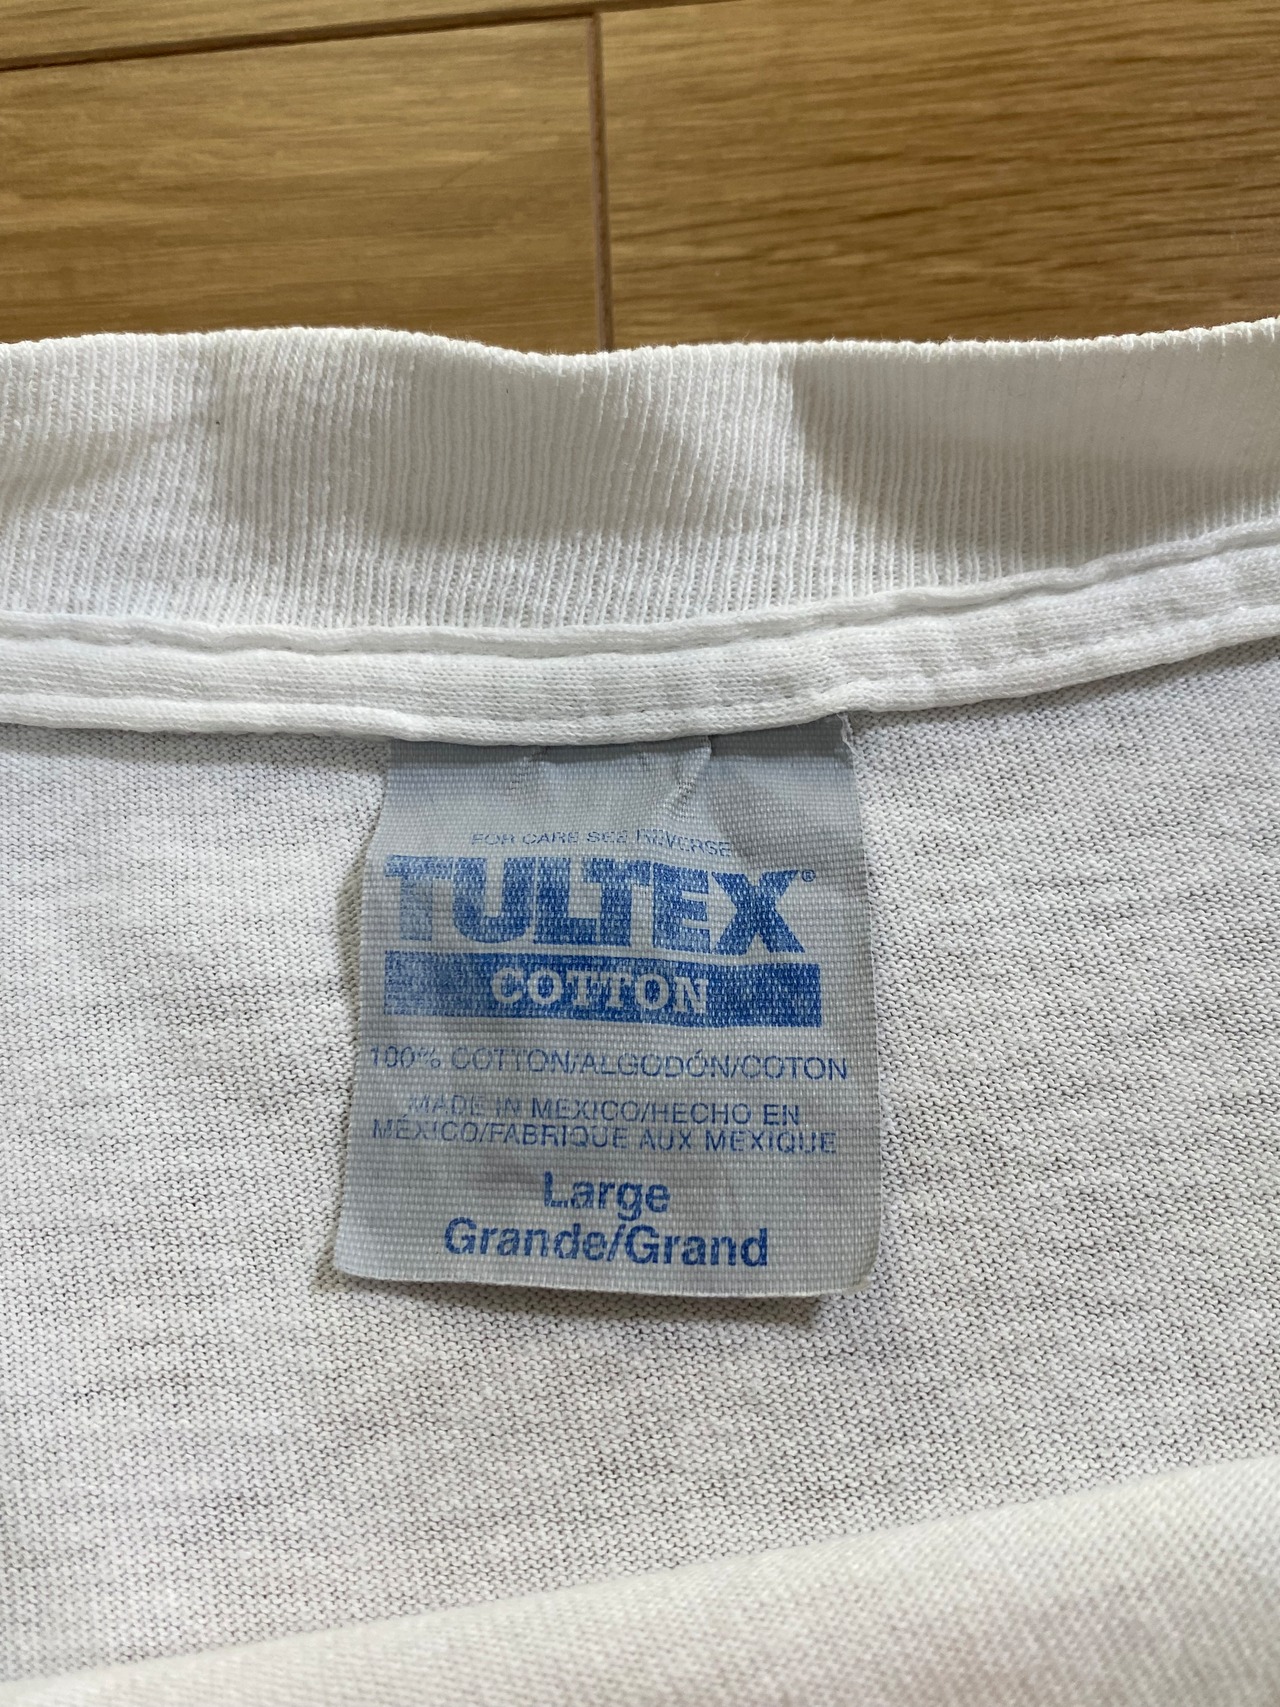 FOR CARE SEE REVERSE
TULTEX®
COTTON
100% COTTON/ALGODÓN/COTON
MADE IN MEXICO/HECHO EN
MÉXICO/FABRIQUE AUX MEXIQUE
Large
Grande/Grand